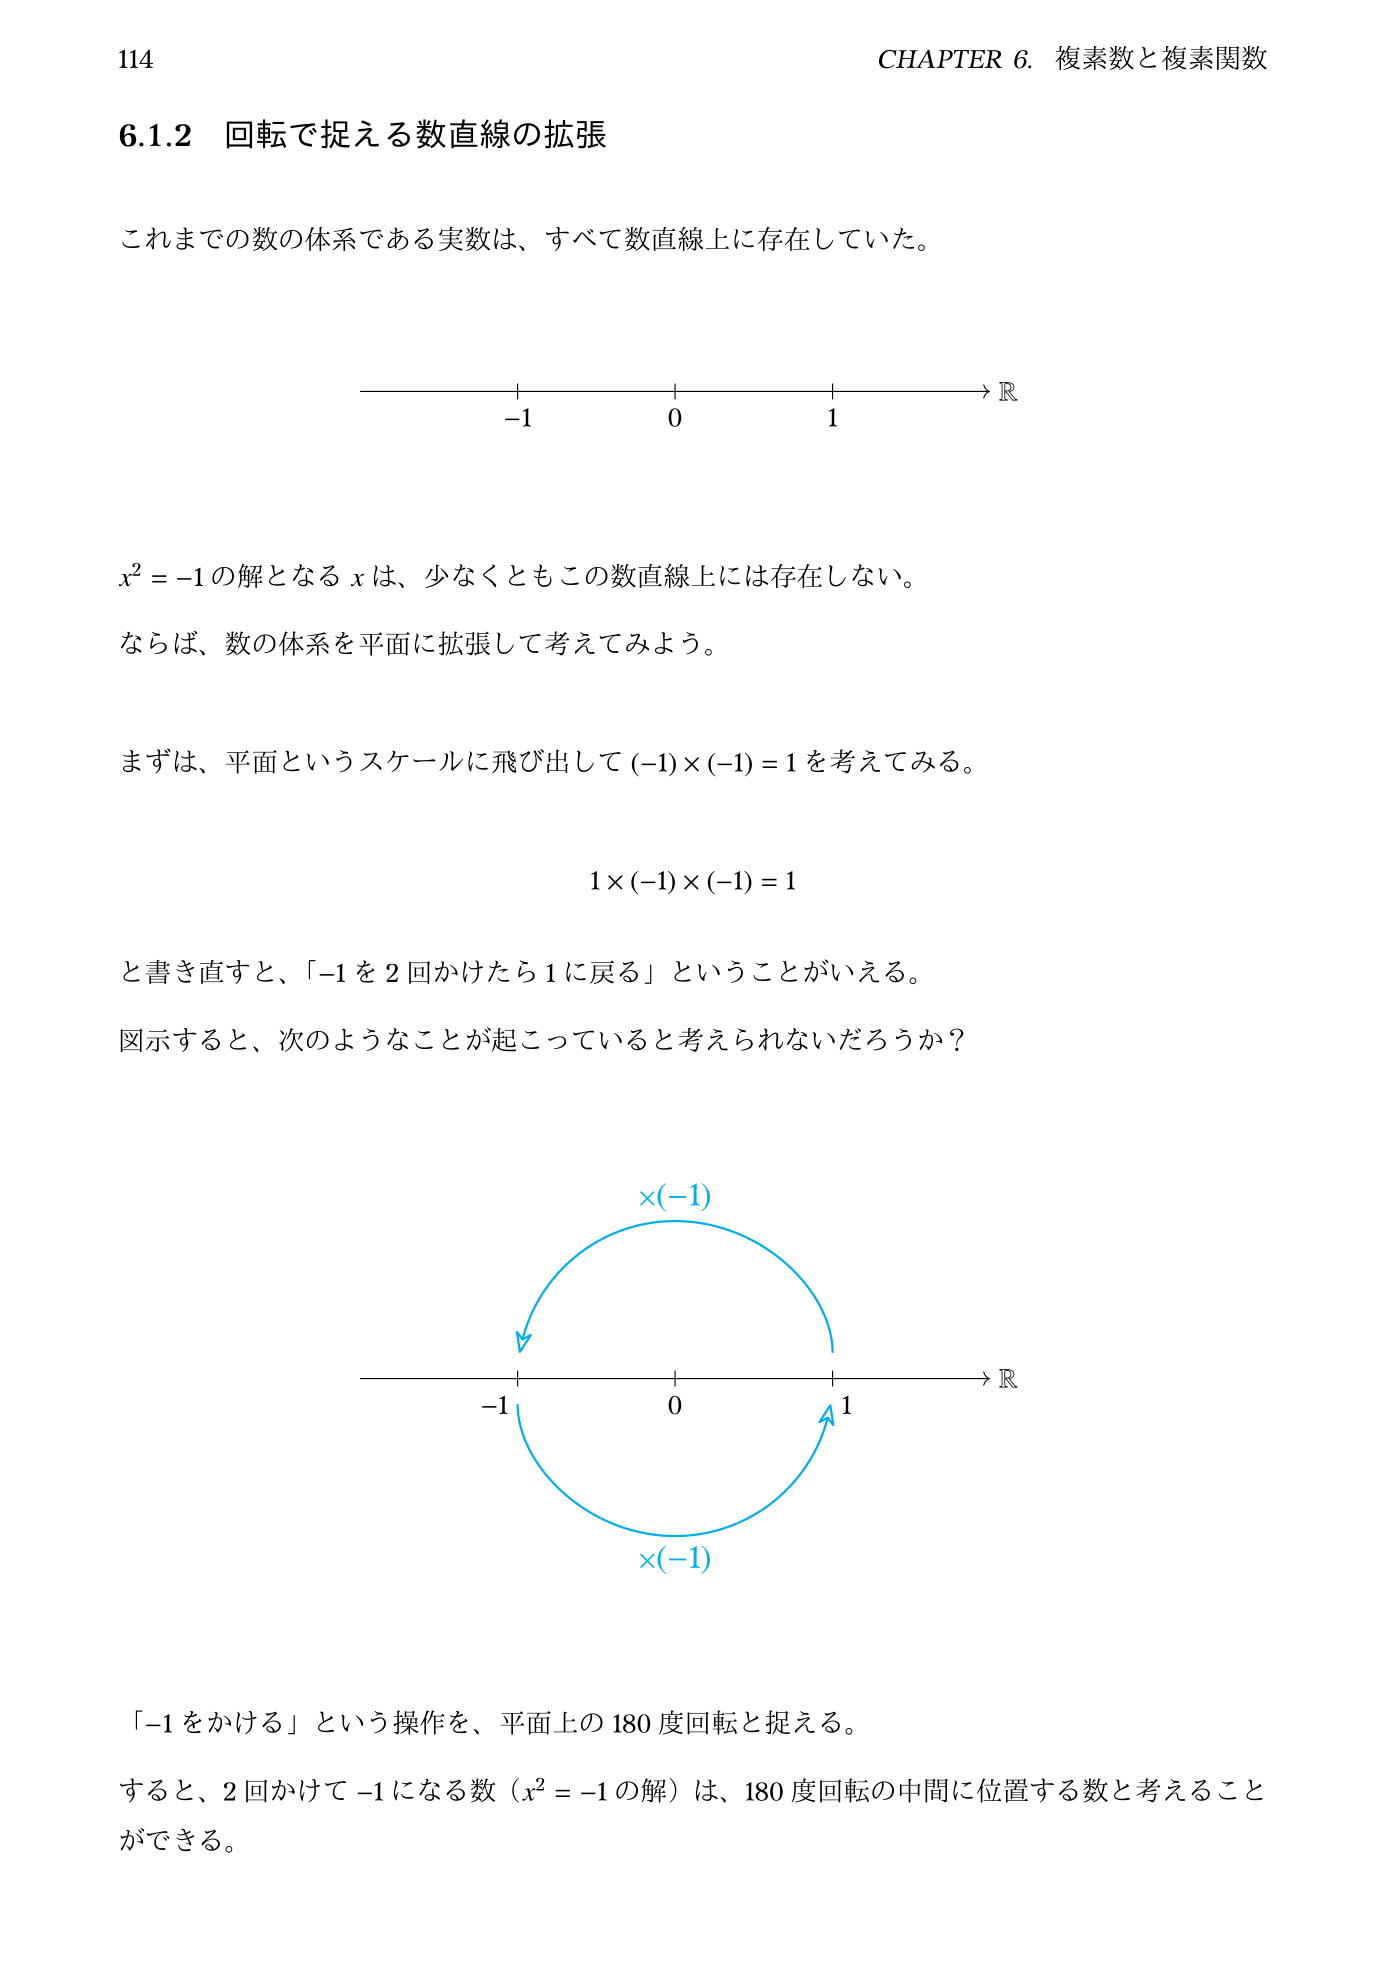 114
CHAPTER 6. 複素数と複素関数
6.1.2 回転で捉える数直線の拡張
これまでの数の体系である実数は、すべて数直線上に存在していた。
ℝ
−1 0 1
x² = −1 の解となる x は、少なくともこの数直線上には存在しない。
ならば、数の体系を平面に拡張して考えてみよう。
まずは、平面というスケールに飛び出して (−1) × (−1) = 1 を考えてみる。
1 × (−1) × (−1) = 1
と書き直すと、「−1 を 2 回かけたら 1 に戻る」ということがいえる。
図示すると、次のようなことが起こっていると考えられないだろうか？
×(−1)
ℝ
−1 0 1
×(−1)
「−1 をかける」という操作を、平面上の 180 度回転と捉える。
すると、2 回かけて −1 になる数（x² = −1 の解）は、180 度回転の中間に位置する数と考えること
ができる。